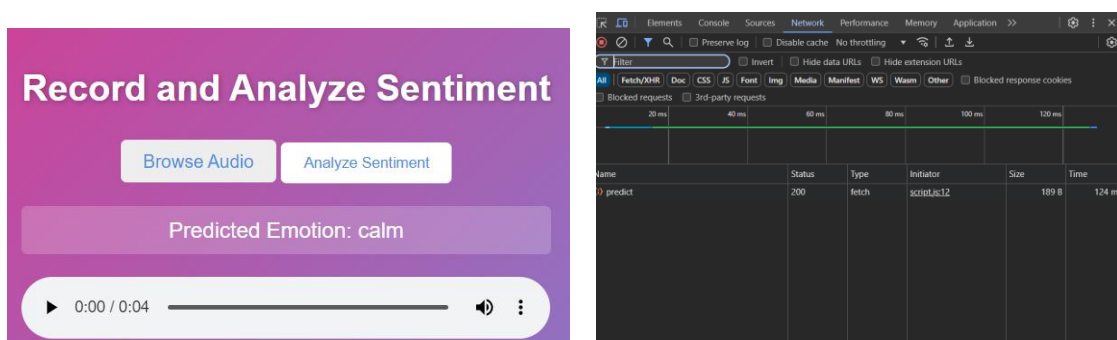 Record and Analyze Sentiment
Browse Audio Analyze Sentiment
Predicted Emotion: calm
0:00 / 0:04
Elements Console Sources Network Performance Memory Application
Preserve log Disable cache No throttling
Filter Invert Hide data URLs Hide extension URLs
All Fetch/XHR Doc CSS JS Font Img Media Manifest WS Wasm Other Blocked response cookies
Blocked requests 3rd-party requests
20 ms 40 ms 60 ms 80 ms 100 ms 120 ms
Name Status Type Initiator Size Time
predict 200 fetch script.js:12 189 B 124 m